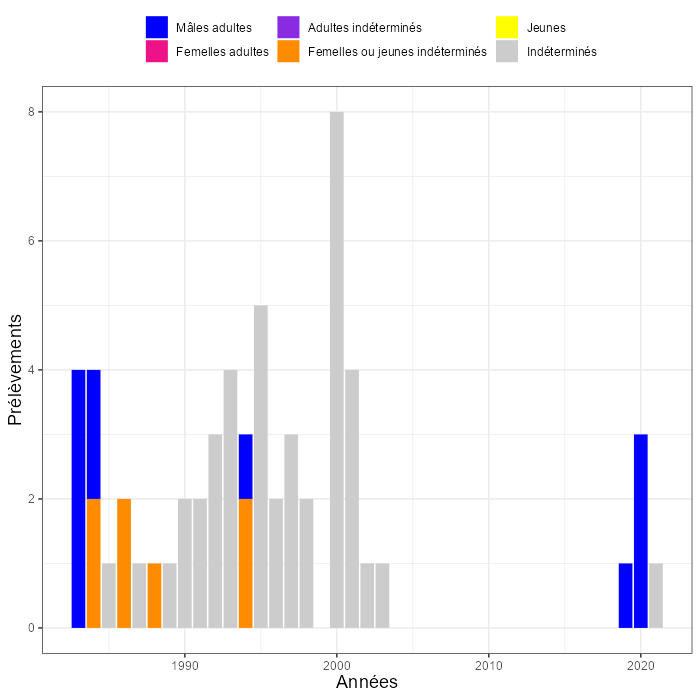 Mâles adultes Adultes indéterminés Jeunes
Femelles adultes Femelles ou jeunes indéterminés Indéterminés
8
6
4
2
0
Prélèvements
1990 2000 2010 2020
Années